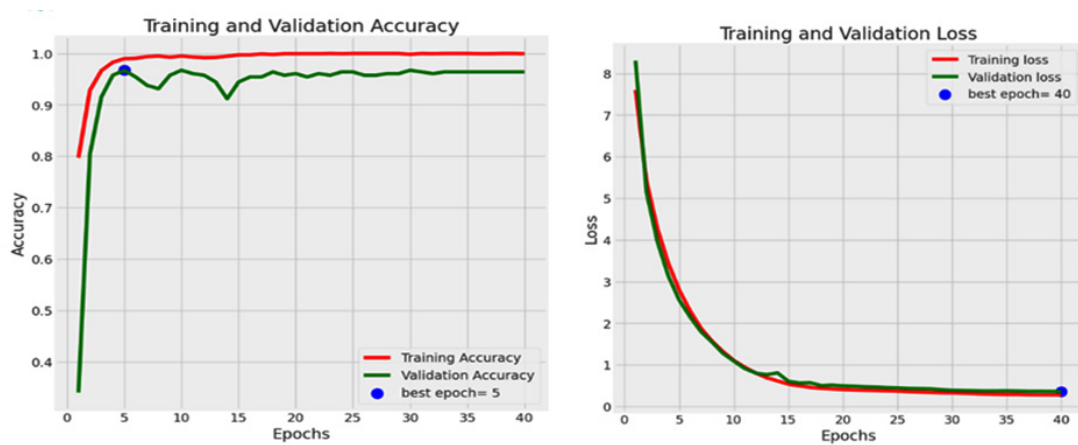 Training and Validation Accuracy
1.0
0.9
0.8
0.7
0.6
0.5
0.4
Accuracy
Training Accuracy
Validation Accuracy
best epoch= 5
0 5 10 15 20 25 30 35 40
Epochs
Training and Validation Loss
Training loss
Validation loss
best epoch= 40
8
7
6
5
4
3
2
1
0
Loss
0 5 10 15 20 25 30 35 40
Epochs